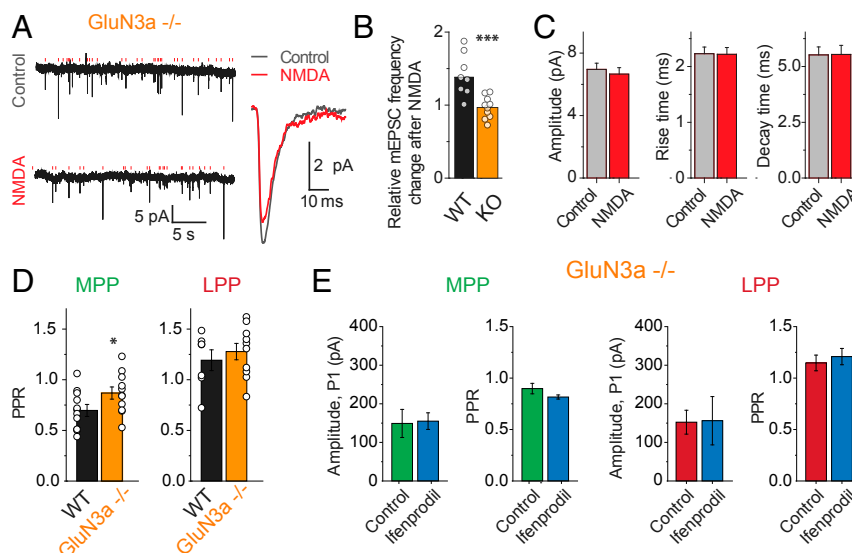 A
GluN3a -/-
Control
NMDA
Control
NMDA
2 pA
10 ms
5 pA
5 s
B
Relative mEPSC frequency
change after NMDA
2
1
0
***
WT
KO
C
Amplitude (pA)
8
4
0
Control
NMDA
Rise time (ms)
2
1
0
Control
NMDA
Decay time (ms)
5.0
2.5
0.0
Control
NMDA
D
MPP
LPP
PPR
1.5
1.0
0.5
0.0
*
WT
GluN3a -/-
1.5
1.0
0.5
0.0
WT
GluN3a -/-
E
GluN3a -/-
MPP
LPP
Amplitude, P1 (pA)
400
300
200
100
0
Control
Ifenprodil
PPR
1.5
1.0
0.5
0.0
Control
Ifenprodil
Amplitude, P1 (pA)
400
300
200
100
0
Control
Ifenprodil
PPR
1.5
1.0
0.5
0.0
Control
Ifenprodil